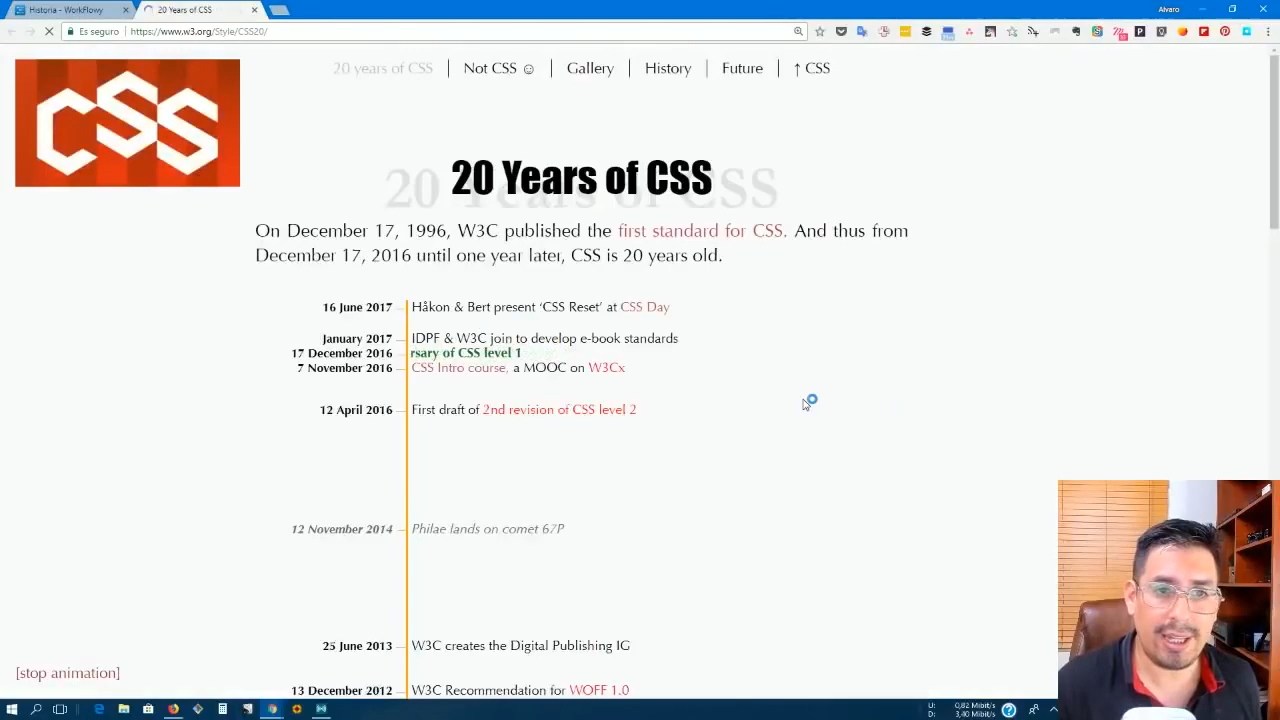 Historia - WorkFlowy
20 Years of CSS
Alvaro
Es seguro
https://www.w3.org/Style/CSS20/
CSS
20 years of CSS
Not CSS ☺
Gallery
History
Future
↑ CSS
20 Years of CSS
On December 17, 1996, W3C published the first standard for CSS. And thus from
December 17, 2016 until one year later, CSS is 20 years old.
16 June 2017 Håkon & Bert present ‘CSS Reset’ at CSS Day
January 2017 IDPF & W3C join to develop e-book standards
17 December 2016 rsary of CSS level 1
7 November 2016 CSS Intro course, a MOOC on W3Cx
12 April 2016 First draft of 2nd revision of CSS level 2
12 November 2014 Philae lands on comet 67P
25 June 2013 W3C creates the Digital Publishing IG
[stop animation]
13 December 2012 W3C Recommendation for WOFF 1.0
U: 0,82 Mibit/s
D: 3,40 Mibit/s